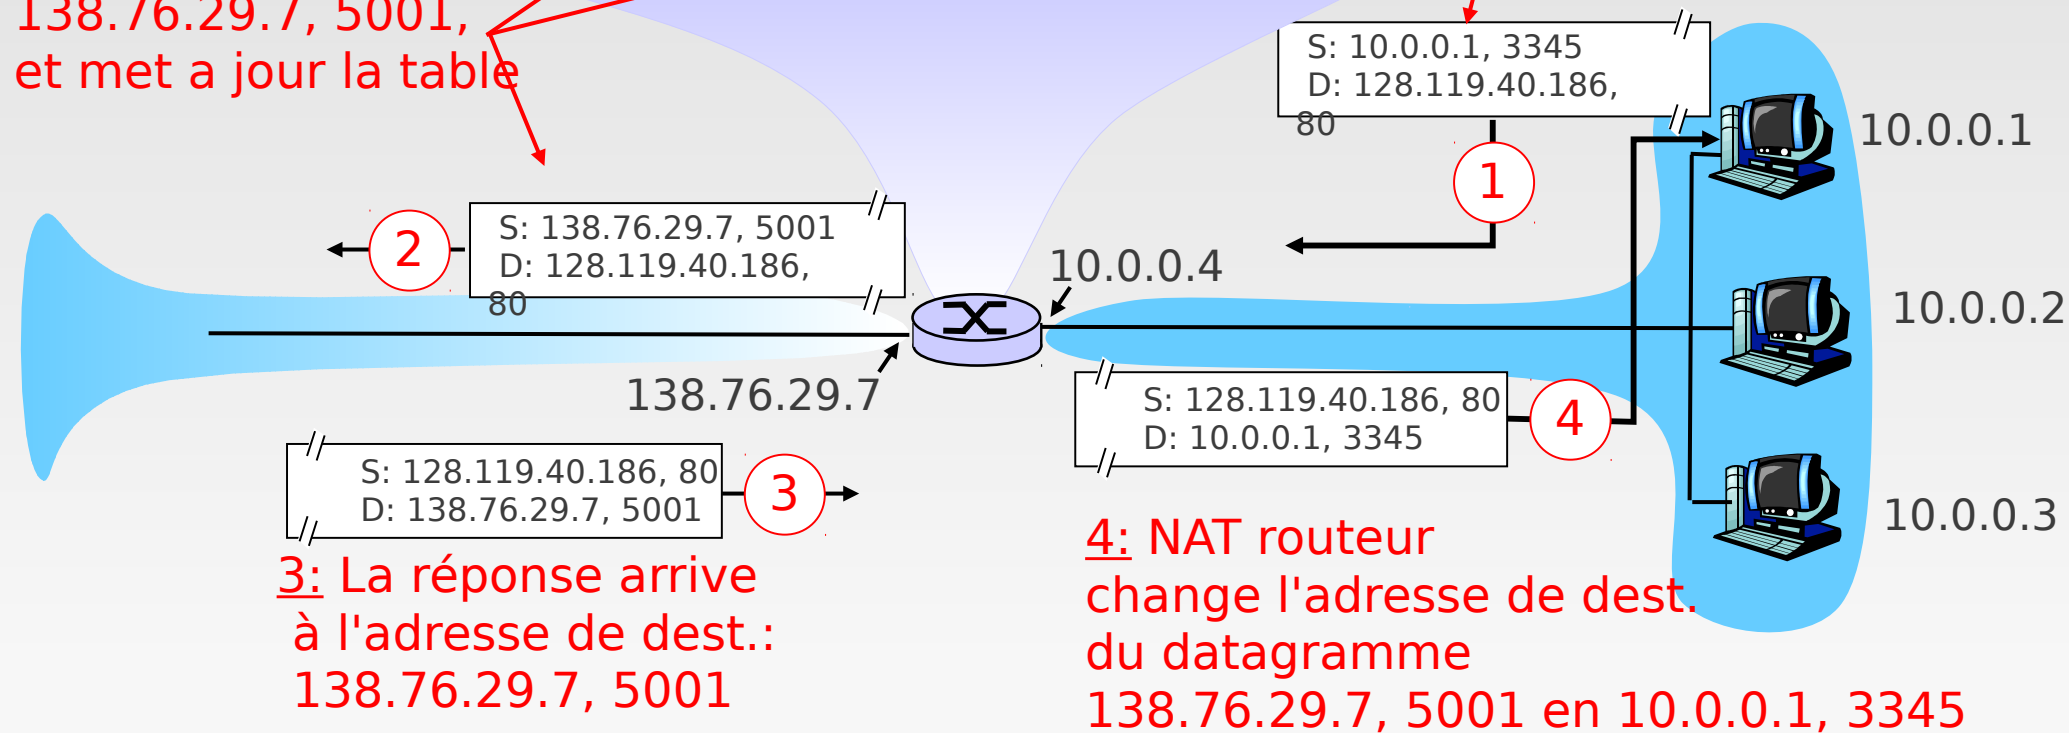 138.76.29.7, 5001,
et met a jour la table
S: 10.0.0.1, 3345
D: 128.119.40.186,
80
1
10.0.0.1
S: 138.76.29.7, 5001
D: 128.119.40.186,
80
2
10.0.0.4
10.0.0.2
138.76.29.7
S: 128.119.40.186, 80
D: 10.0.0.1, 3345
4
S: 128.119.40.186, 80
D: 138.76.29.7, 5001
3
10.0.0.3
3: La réponse arrive
à l'adresse de dest.:
138.76.29.7, 5001
4: NAT routeur
change l'adresse de dest.
du datagramme
138.76.29.7, 5001 en 10.0.0.1, 3345